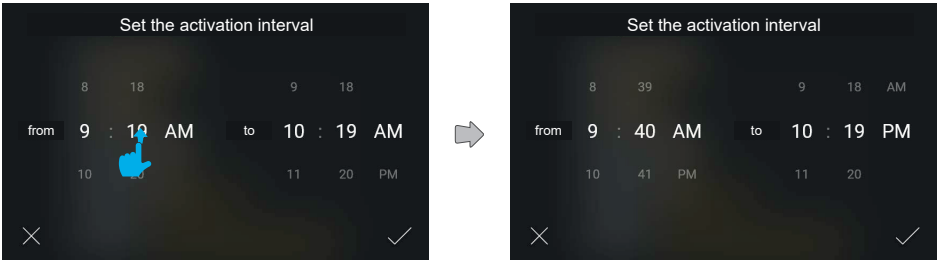 Set the activation interval
8 18 9 18
from 9 : 19 AM to 10 : 19 AM
10 20 11 20 PM
Set the activation interval
8 39 9 18 AM
from 9 : 40 AM to 10 : 19 PM
10 41 PM 11 20